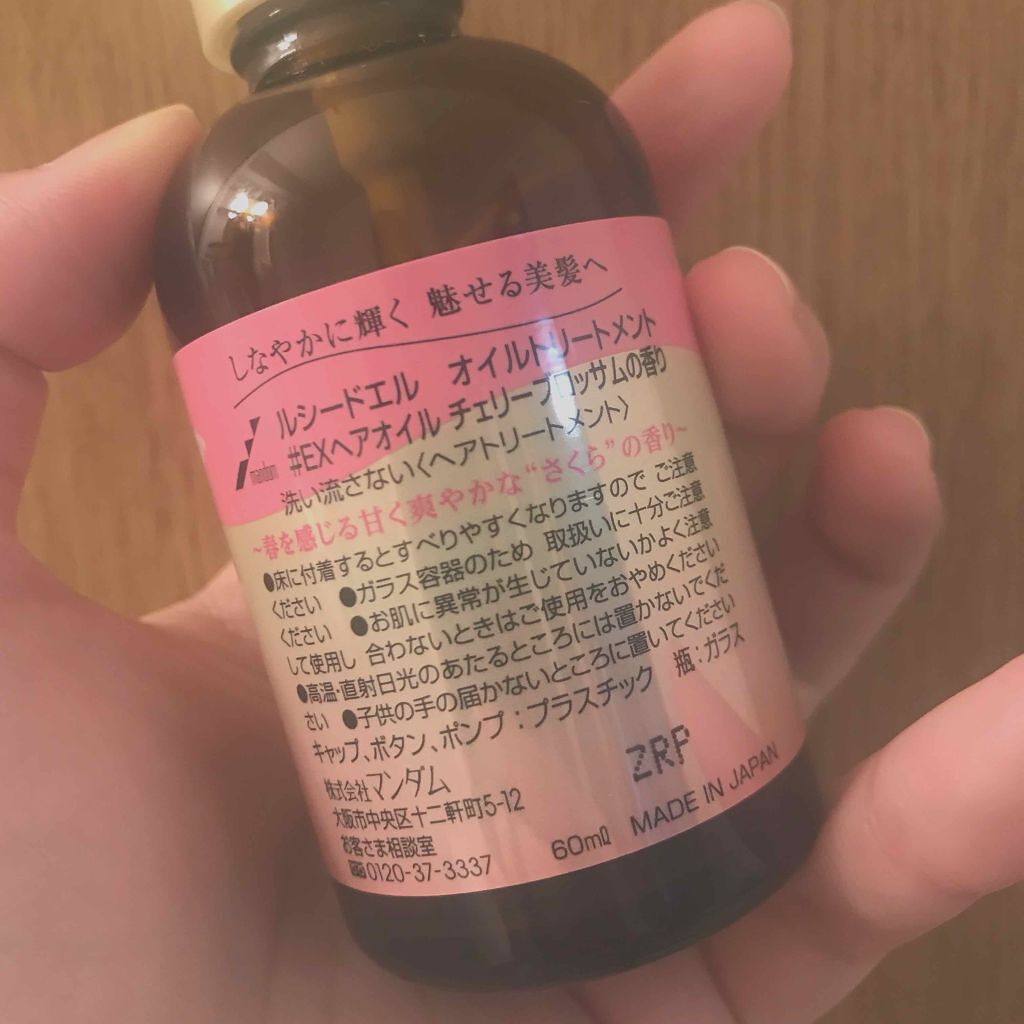 しなやかに輝く 魅せる美髪へ
mandom
ルシードエル オイルトリートメント
#EXヘアオイル チェリーブロッサムの香り
洗い流さない〈ヘアトリートメント〉
~春を感じる甘く爽やかな“さくら”の香り~
●床に付着するとすべりやすくなりますので ご注意
ください ●ガラス容器のため 取扱いに十分ご注意
ください ●お肌に異常が生じていないかよく注意
して使用し 合わないときはご使用をおやめください
●高温・直射日光のあたるところには置かないでくだ
さい ●子供の手の届かないところに置いてください
キャップ、ボタン、ポンプ：プラスチック 瓶：ガラス
株式会社マンダム
大阪市中央区十二軒町5-12
お客さま相談室
0120-37-3337
ZRP
60mℓ MADE IN JAPAN